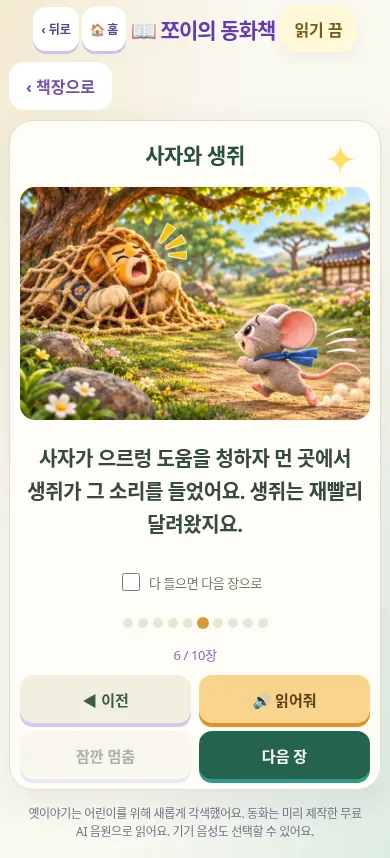 ‹ 뒤로 🏠 홈 📖 쪼이의 동화책 읽기 끝
‹ 책장으로
사자와 생쥐
사자가 으르렁 도움을 청하자 먼 곳에서
생쥐가 그 소리를 들었어요. 생쥐는 재빨리
달려왔지요.
다 들으면 다음 장으로
6 / 10장
◀ 이전 🔊 읽어줘
잠깐 멈춤 다음 장
옛이야기는 어린이를 위해 새롭게 각색했어요. 동화는 미리 제작한 무료
AI 음원으로 읽어요. 기기 음성도 선택할 수 있어요.